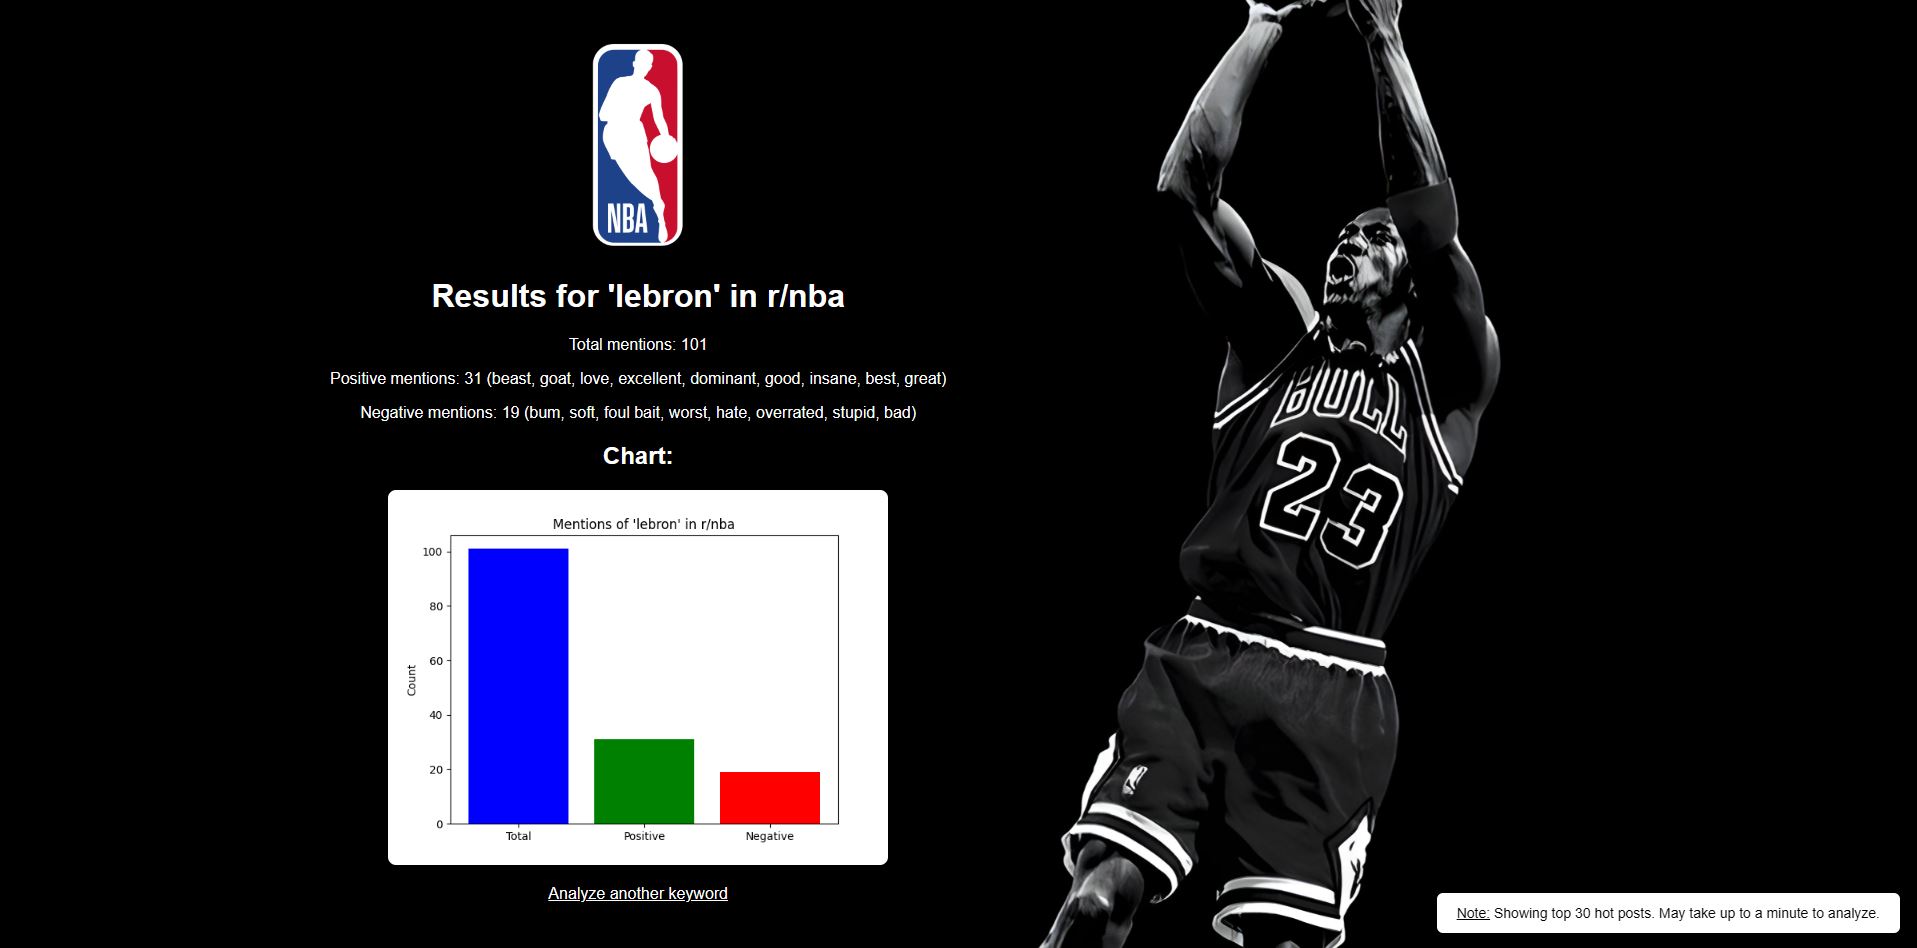 NBA
Results for 'lebron' in r/nba
Total mentions: 101
Positive mentions: 31 (beast, goat, love, excellent, dominant, good, insane, best, great)
Negative mentions: 19 (bum, soft, foul bait, worst, hate, overrated, stupid, bad)
Chart:
Mentions of 'lebron' in r/nba
100
80
60
40
20
0
Count
Total Positive Negative
Analyze another keyword
BULL
23
Note: Showing top 30 hot posts. May take up to a minute to analyze.